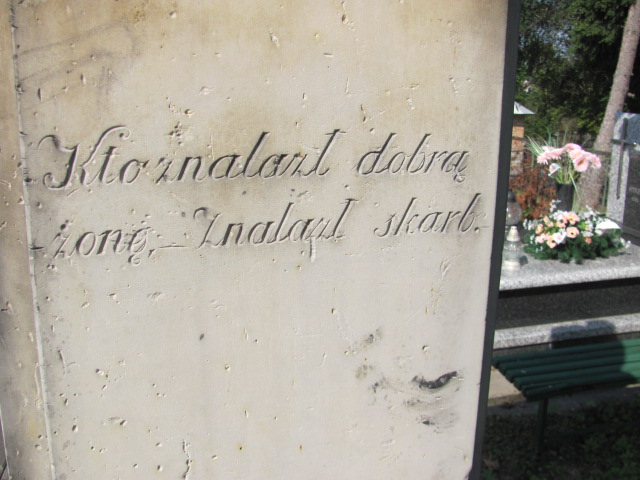 Kto znalazł dobrą
żonę, – Znalazł skarb.